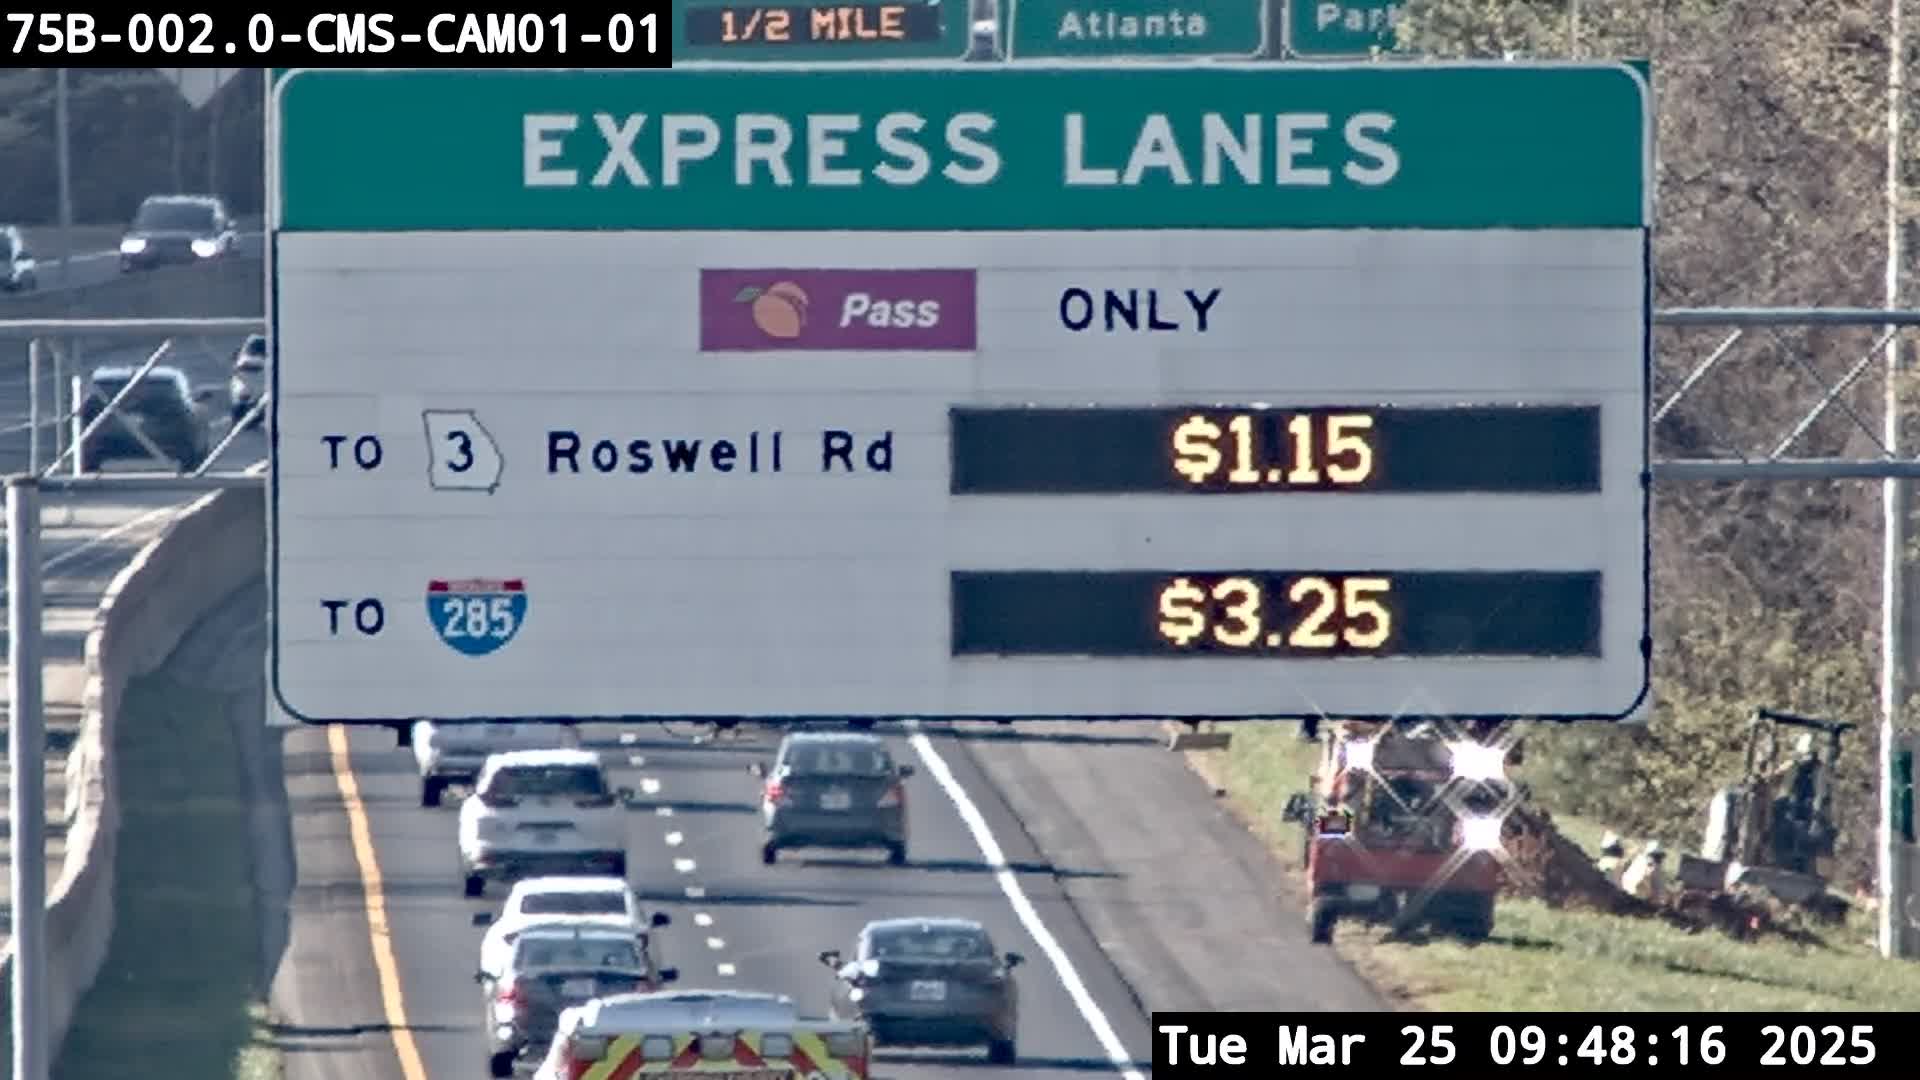 75B-002.0-CMS-CAM01-01
1/2 MILE
Atlanta
EXPRESS LANES
Pass ONLY
TO 3 Roswell Rd $1.15
TO 285 $3.25
Tue Mar 25 09:48:16 2025